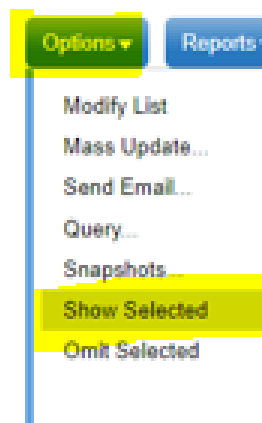 Options ▾ Reports
Modify List
Mass Update...
Send Email...
Query...
Snapshots...
Show Selected
Omit Selected